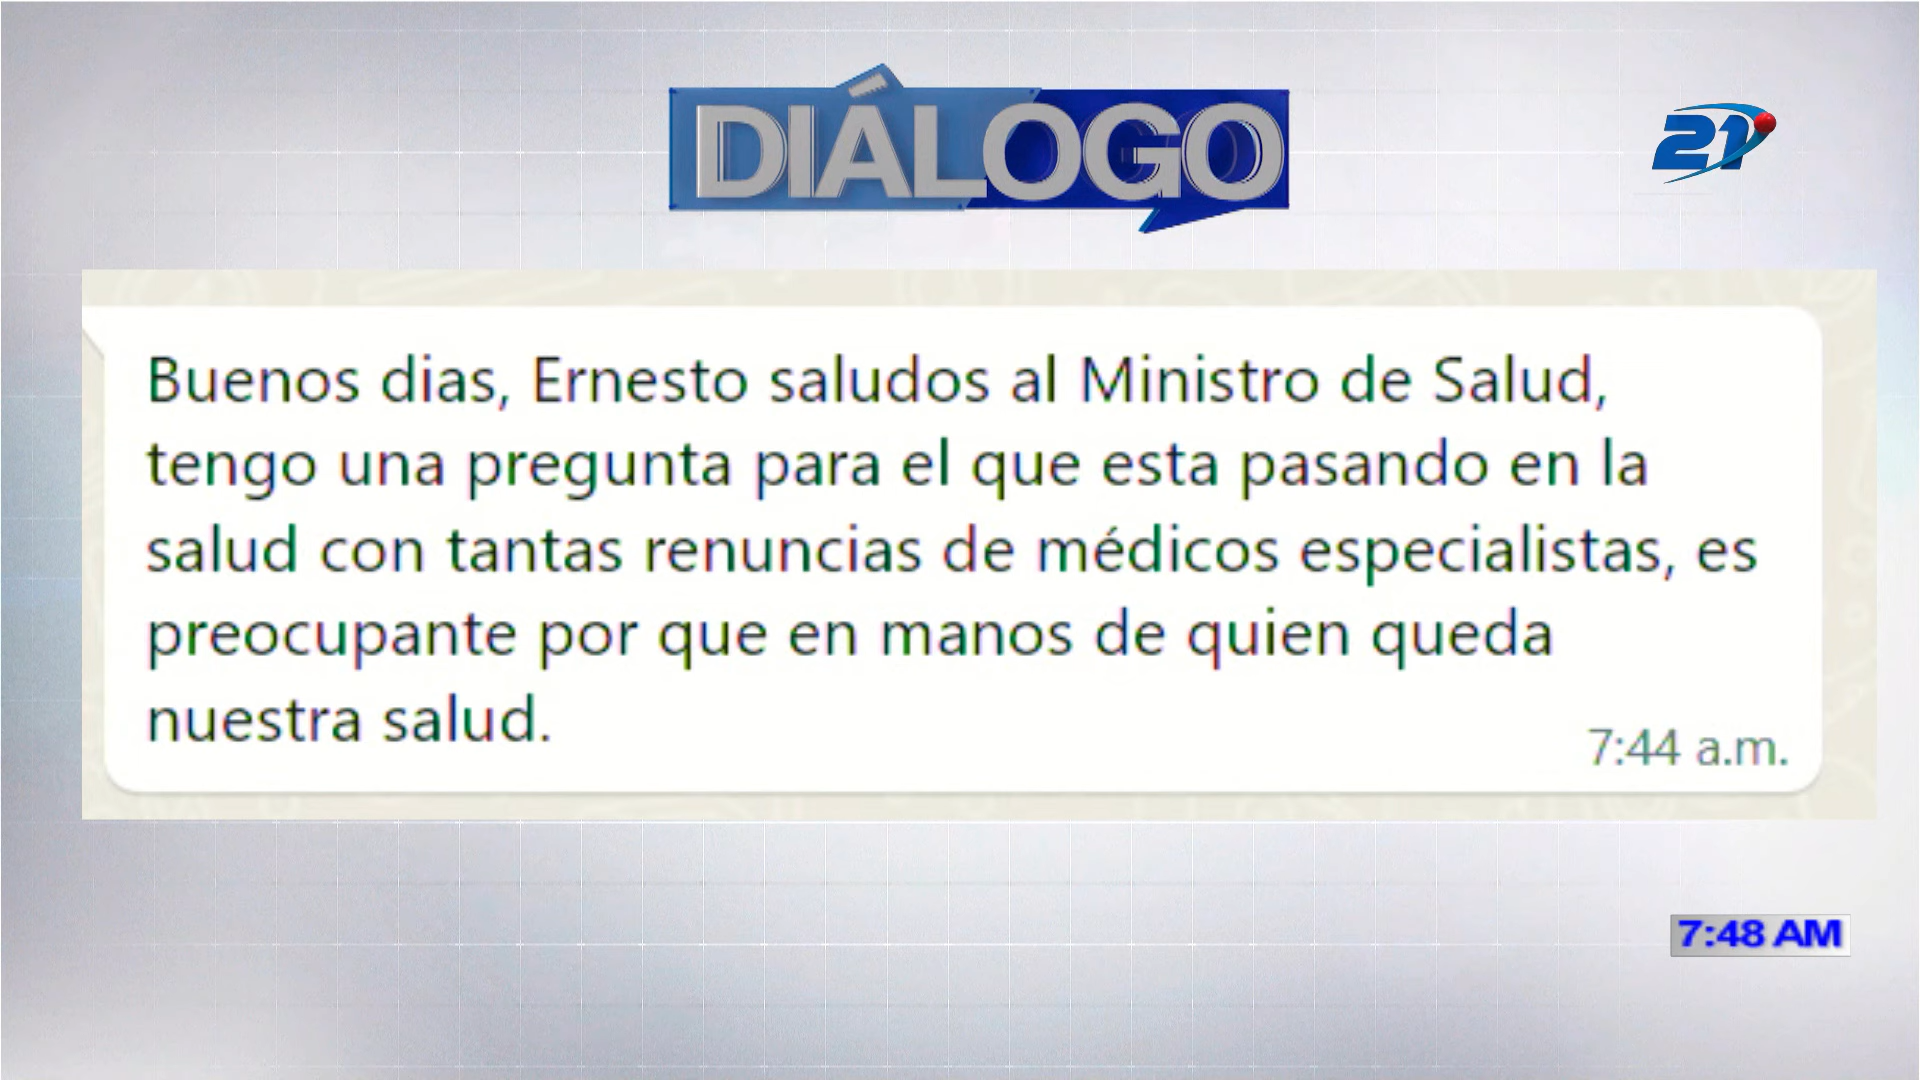 DIÁLOGO
21
Buenos dias, Ernesto saludos al Ministro de Salud,
tengo una pregunta para el que esta pasando en la
salud con tantas renuncias de médicos especialistas, es
preocupante por que en manos de quien queda
nuestra salud.
7:44 a.m.
7:48 AM